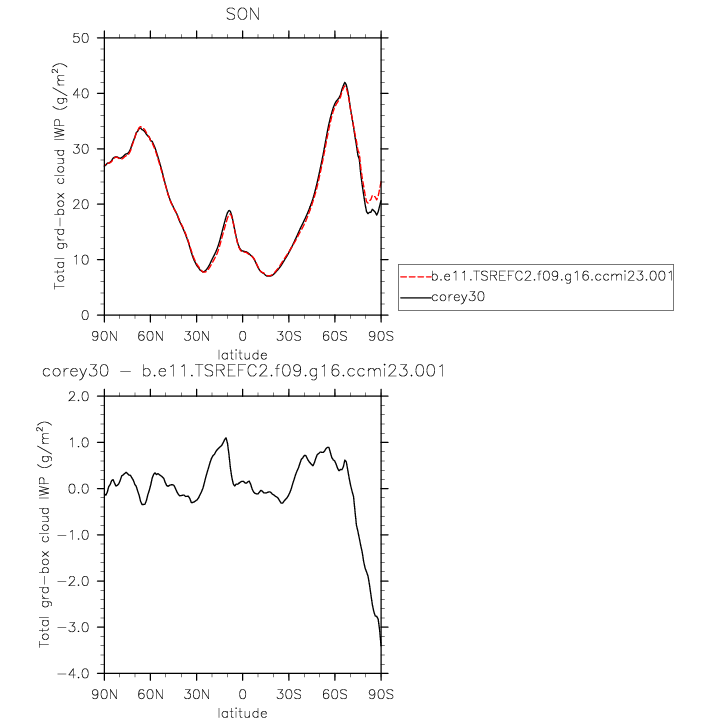 SON
50
40
30
20
10
0
Total grd-box cloud IWP (g/m²)
90N 60N 30N 0 30S 60S 90S
latitude
b.e11.TSREFC2.f09.g16.ccmi23.001
corey30
corey30 - b.e11.TSREFC2.f09.g16.ccmi23.001
2.0
1.0
0.0
-1.0
-2.0
-3.0
-4.0
Total grd-box cloud IWP (g/m²)
90N 60N 30N 0 30S 60S 90S
latitude